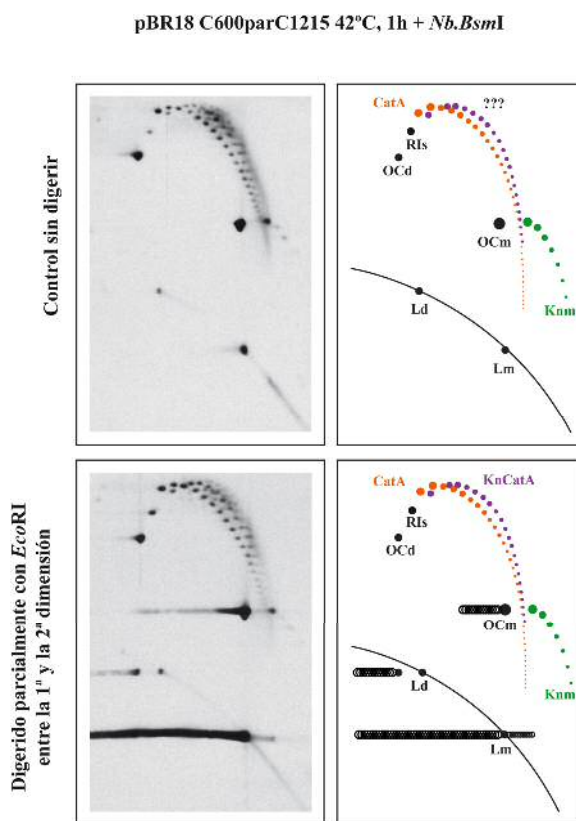 pBR18 C600parC1215 42ºC, 1h + Nb.BsmI
Control sin digerir
CatA
???
RIs
OCd
OCm
Knm
Ld
Lm
Digerido parcialmente con EcoRI
entre la 1ª y la 2ª dimensión
CatA
KnCatA
RIs
OCd
OCm
Knm
Ld
Lm